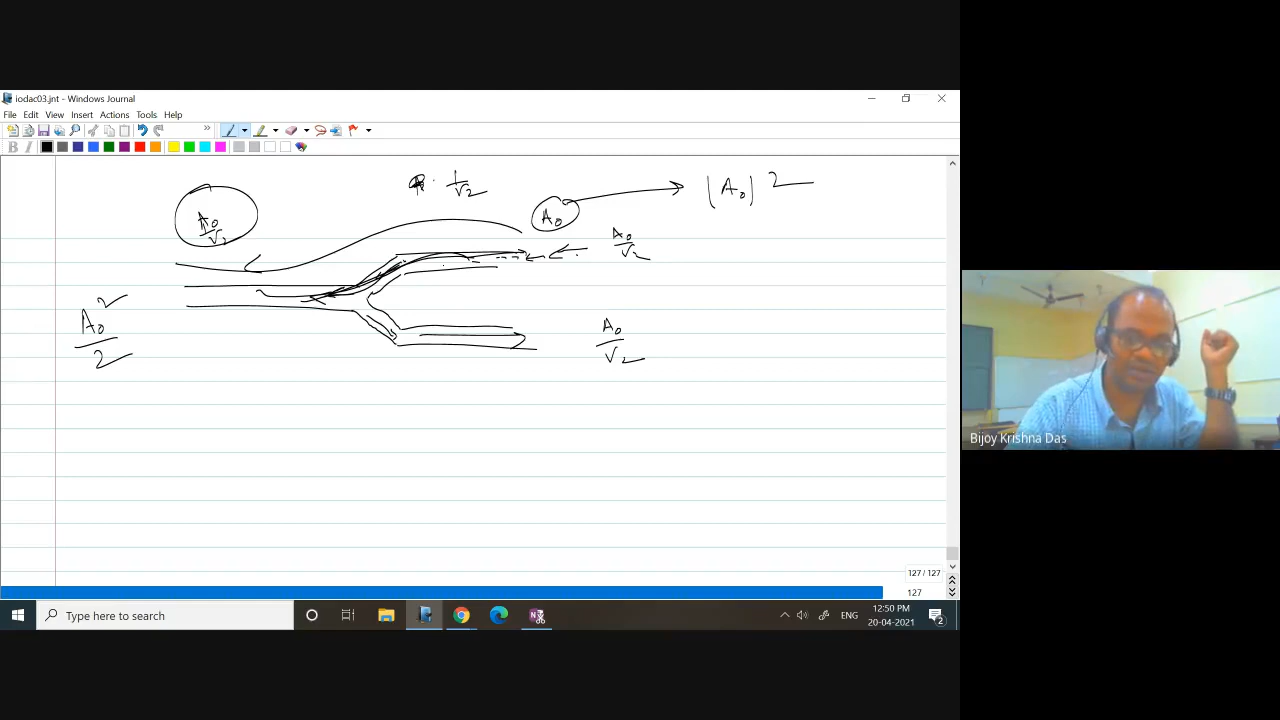 iodac03.jnt - Windows Journal
File Edit View Insert Actions Tools Help
B I
1/√2
A₀/√2
A₀
|A₀|²
A₀/√2
A₀²/2
A₀/√2
Bijoy Krishna Das
127 / 127
127
Type here to search
ENG
12:50 PM
20-04-2021
2